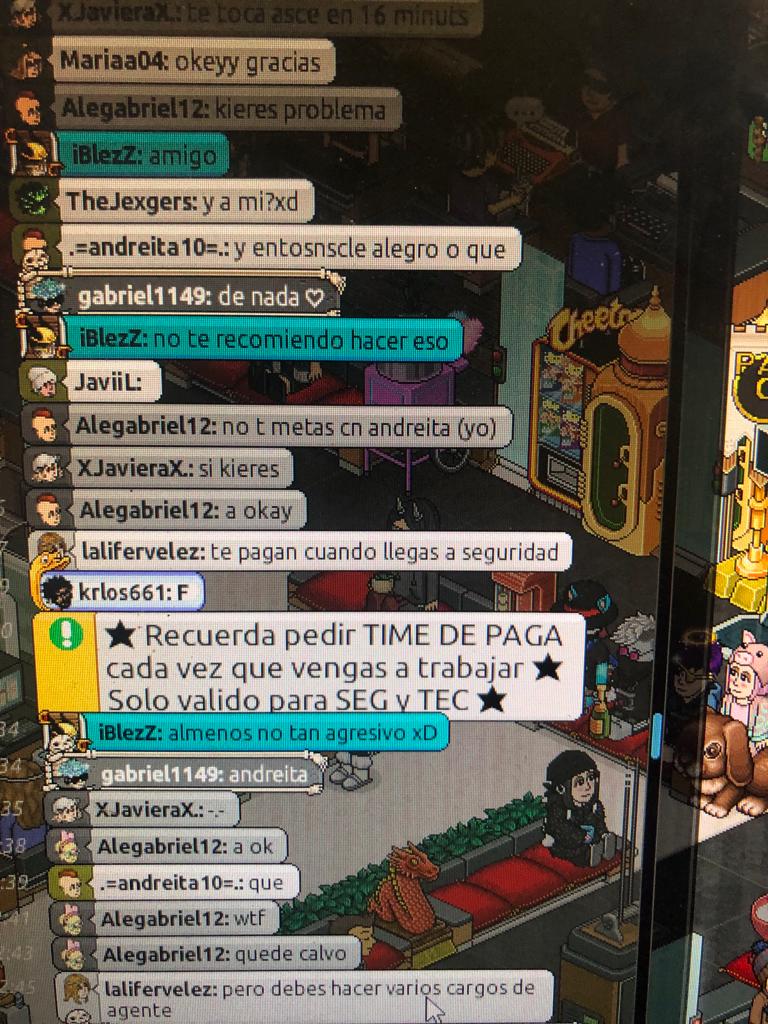 XJavieraX.: te toca asce en 16 minuts
Mariaa04: okeyy gracias
Alegabriel12: kieres problema
iBlezZ: amigo
TheJexgers: y a mi?xd
.=andreita10=.: y entosnscle alegro o que
gabriel1149: de nada ♡
iBlezZ: no te recomiendo hacer eso
JaviiL:
Alegabriel12: no t metas cn andreita (yo)
XJavieraX.: si kieres
Alegabriel12: a okay
lalifervelez: te pagan cuando llegas a seguridad
krlos661: F
★ Recuerda pedir TIME DE PAGA
cada vez que vengas a trabajar ★
Solo valido para SEG y TEC ★
iBlezZ: almenos no tan agresivo xD
gabriel1149: andreita
XJavieraX.: -.-
Alegabriel12: a ok
.=andreita10=.: que
Alegabriel12: wtf
Alegabriel12: quede calvo
lalifervelez: pero debes hacer varios cargos de
agente
Cheetos